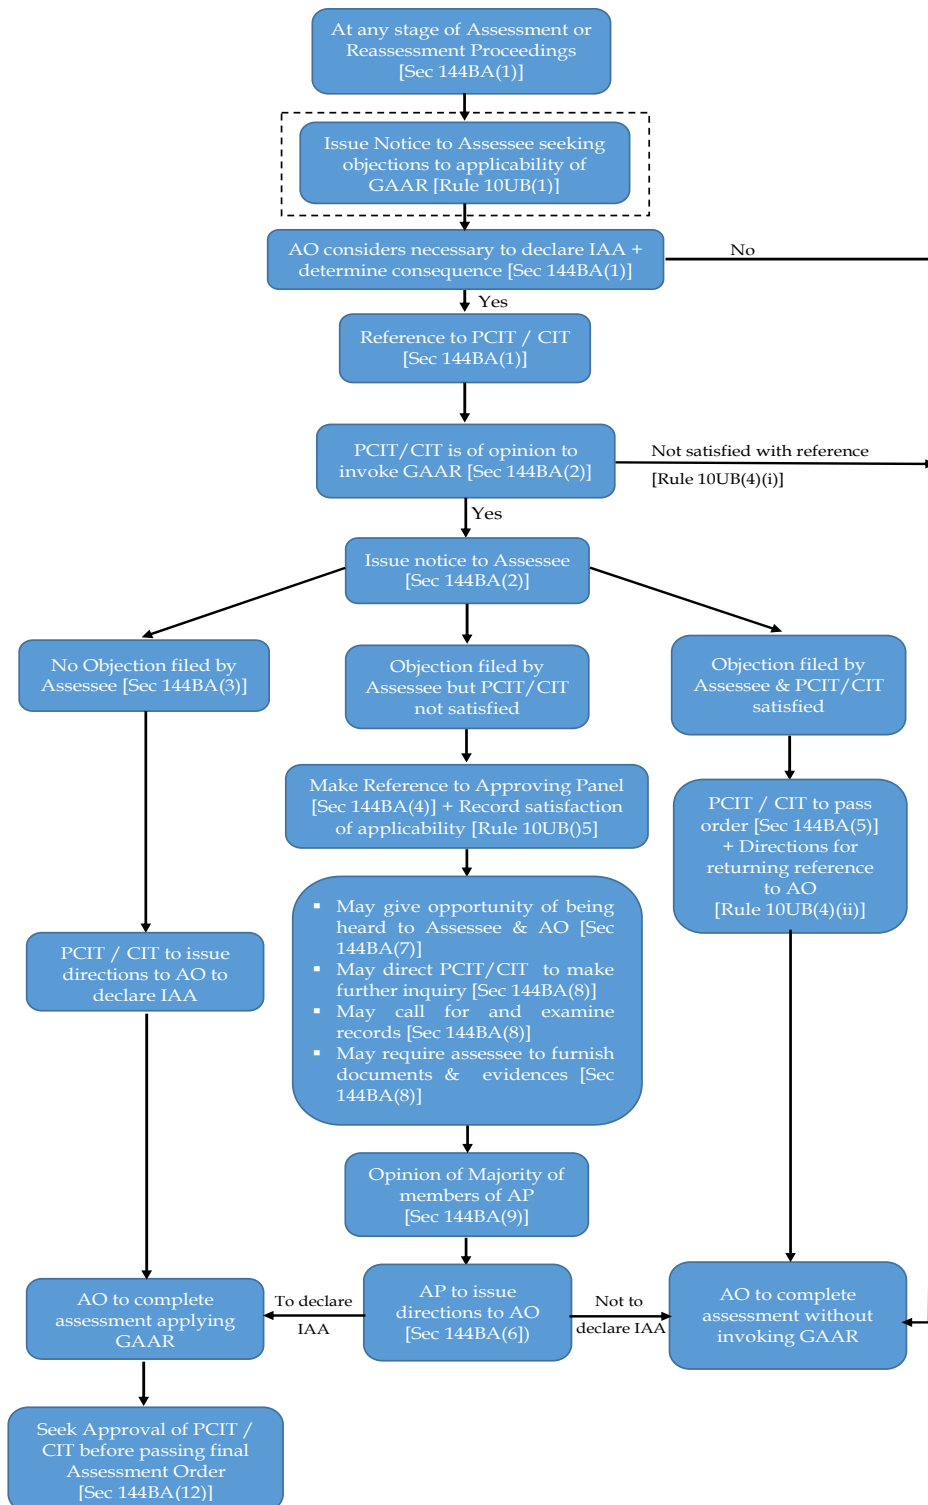 At any stage of Assessment or
Reassessment Proceedings
[Sec 144BA(1)]
Issue Notice to Assessee seeking
objections to applicability of
GAAR [Rule 10UB(1)]
AO considers necessary to declare IAA +
determine consequence [Sec 144BA(1)]
No
Yes
Reference to PCIT / CIT
[Sec 144BA(1)]
PCIT/CIT is of opinion to
invoke GAAR [Sec 144BA(2)]
Not satisfied with reference
[Rule 10UB(4)(i)]
Yes
Issue notice to Assessee
[Sec 144BA(2)]
No Objection filed by
Assessee [Sec 144BA(3)]
Objection filed by
Assessee but PCIT/CIT
not satisfied
Objection filed by
Assessee & PCIT/CIT
satisfied
Make Reference to Approving Panel
[Sec 144BA(4)] + Record satisfaction
of applicability [Rule 10UB()5]
PCIT / CIT to pass
order [Sec 144BA(5)]
+ Directions for
returning reference
to AO
[Rule 10UB(4)(ii)]
▪ May give opportunity of being
heard to Assessee & AO [Sec
144BA(7)]
▪ May direct PCIT/CIT to make
further inquiry [Sec 144BA(8)]
▪ May call for and examine
records [Sec 144BA(8)]
▪ May require assessee to furnish
documents & evidences [Sec
144BA(8)]
PCIT / CIT to issue
directions to AO to
declare IAA
Opinion of Majority of
members of AP
[Sec 144BA(9)]
AO to complete
assessment applying
GAAR
To declare
IAA
AP to issue
directions to AO
[Sec 144BA(6])
Not to
declare IAA
AO to complete
assessment without
invoking GAAR
Seek Approval of PCIT /
CIT before passing final
Assessment Order
[Sec 144BA(12)]